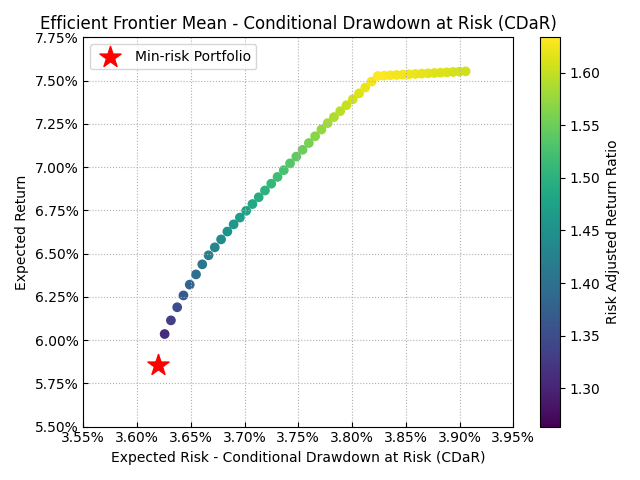 Efficient Frontier Mean - Conditional Drawdown at Risk (CDaR)
Min-risk Portfolio
Expected Return
7.75%
7.50%
7.25%
7.00%
6.75%
6.50%
6.25%
6.00%
5.75%
5.50%
3.55% 3.60% 3.65% 3.70% 3.75% 3.80% 3.85% 3.90% 3.95%
Expected Risk - Conditional Drawdown at Risk (CDaR)
1.60
1.55
1.50
1.45
1.40
1.35
1.30
Risk Adjusted Return Ratio